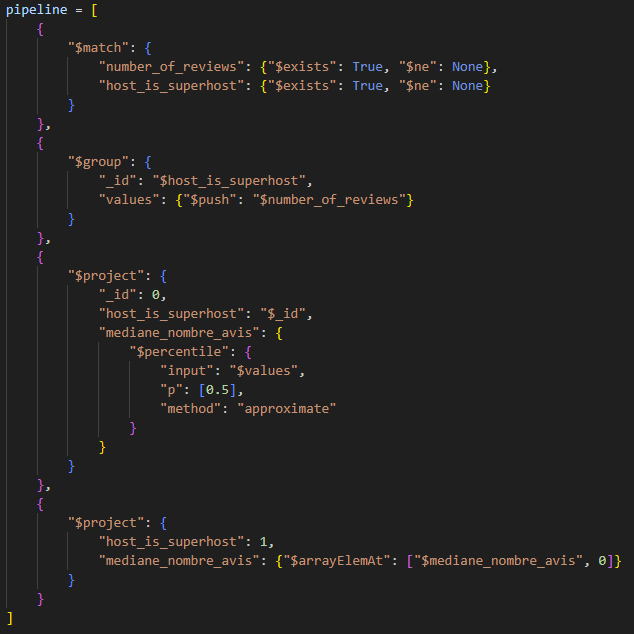 pipeline = [
    {
        "$match": {
            "number_of_reviews": {"$exists": True, "$ne": None},
            "host_is_superhost": {"$exists": True, "$ne": None}
        }
    },
    {
        "$group": {
            "_id": "$host_is_superhost",
            "values": {"$push": "$number_of_reviews"}
        }
    },
    {
        "$project": {
            "_id": 0,
            "host_is_superhost": "$_id",
            "mediane_nombre_avis": {
                "$percentile": {
                    "input": "$values",
                    "p": [0.5],
                    "method": "approximate"
                }
            }
        }
    },
    {
        "$project": {
            "host_is_superhost": 1,
            "mediane_nombre_avis": {"$arrayElemAt": ["$mediane_nombre_avis", 0]}
        }
    }
]